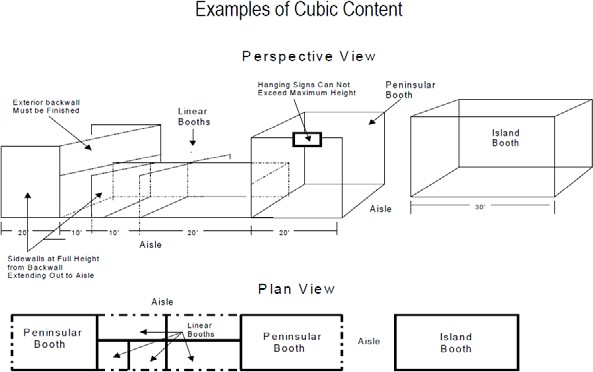 Examples of Cubic Content
Perspective View
Hanging Signs Can Not
Exceed Maximum Height
Peninsular
Booth
Exterior backwall
Must be Finished
Linear
Booths
Island
Booth
Aisle
30'
20'
10'
10'
20'
20'
Aisle
Sidewalls at Full Height
from Backwall
Extending Out to Aisle
Plan View
Aisle
Peninsular
Booth
Linear
Booths
Peninsular
Booth
Aisle
Island
Booth